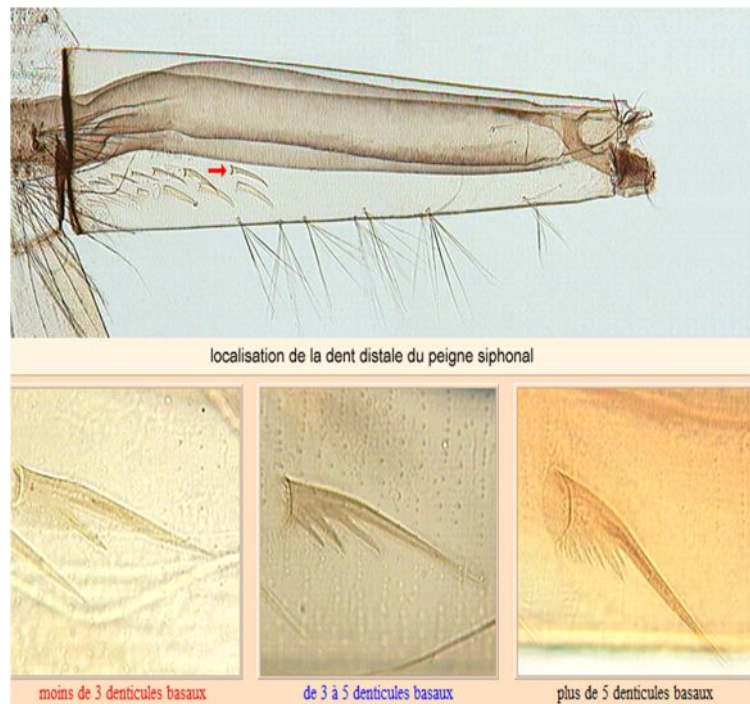 localisation de la dent distale du peigne siphonal
moins de 3 denticules basaux
de 3 à 5 denticules basaux
plus de 5 denticules basaux